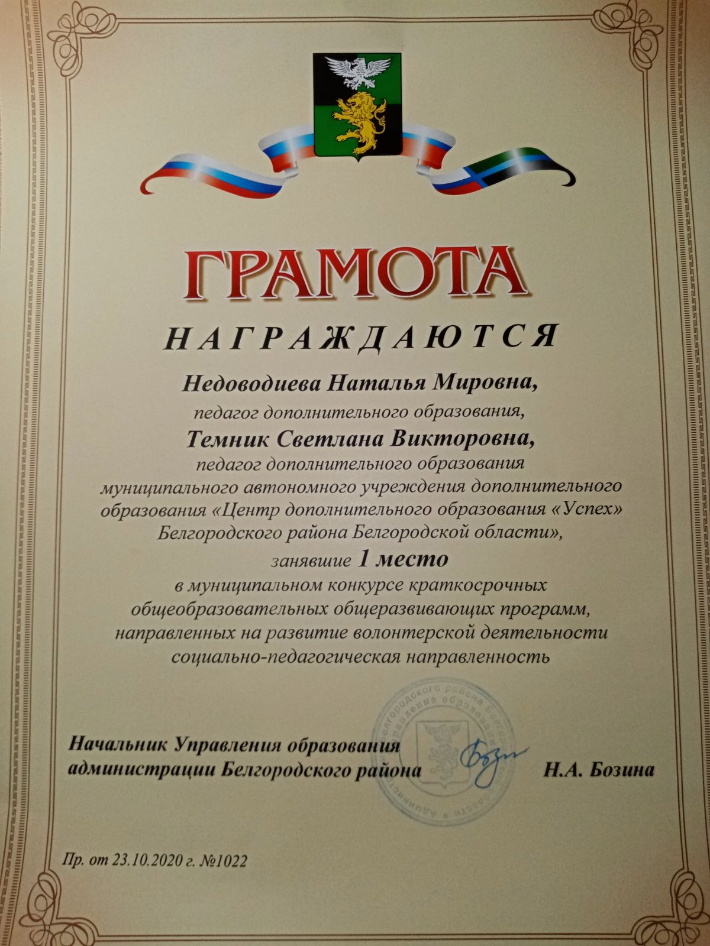 ГРАМОТА
НАГРАЖДАЮТСЯ
Недоводиева Наталья Мировна,
педагог дополнительного образования,
Темник Светлана Викторовна,
педагог дополнительного образования
муниципального автономного учреждения дополнительного
образования «Центр дополнительного образования «Успех»
Белгородского района Белгородской области»,
занявшие 1 место
в муниципальном конкурсе краткосрочных
общеобразовательных общеразвивающих программ,
направленных на развитие волонтерской деятельности
социально-педагогическая направленность
Начальник Управления образования
администрации Белгородского района
Н.А. Бозина
Пр. от 23.10.2020 г. №1022